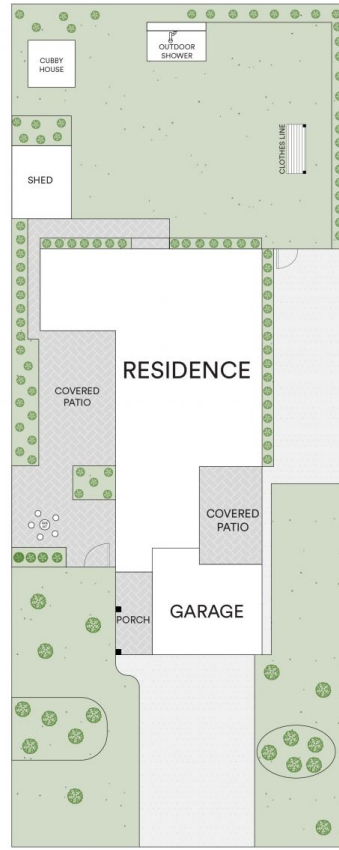 CUBBY
HOUSE
OUTDOOR
SHOWER
CLOTHES LINE
SHED
RESIDENCE
COVERED
PATIO
COVERED
PATIO
PORCH
GARAGE